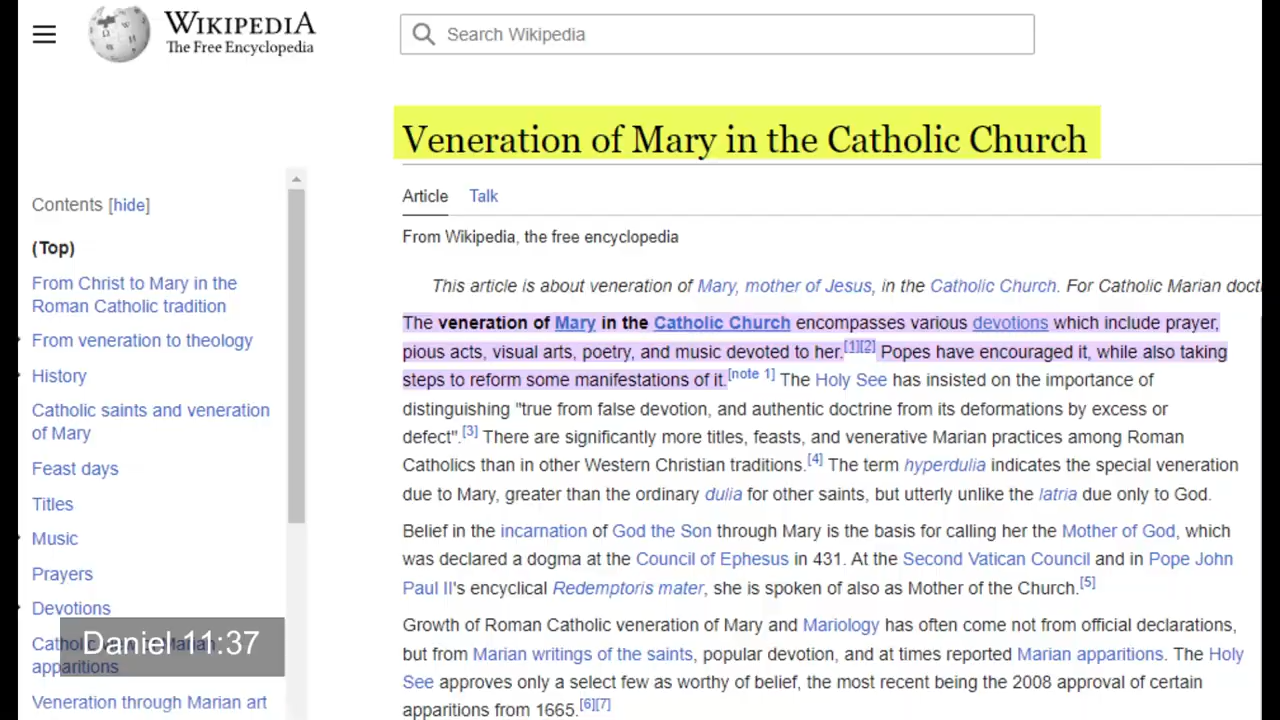 WIKIPEDIA
The Free Encyclopedia
Search Wikipedia
Veneration of Mary in the Catholic Church
Contents [hide]
(Top)
From Christ to Mary in the
Roman Catholic tradition
From veneration to theology
History
Catholic saints and veneration
of Mary
Feast days
Titles
Music
Prayers
Devotions
Catholic
apparitions
Veneration through Marian art
Daniel 11:37
Article Talk
From Wikipedia, the free encyclopedia
This article is about veneration of Mary, mother of Jesus, in the Catholic Church. For Catholic Marian
The veneration of Mary in the Catholic Church encompasses various devotions which include prayer,
pious acts, visual arts, poetry, and music devoted to her.[1][2] Popes have encouraged it, while also taking
steps to reform some manifestations of it.[note 1] The Holy See has insisted on the importance of
distinguishing "true from false devotion, and authentic doctrine from its deformations by excess or
defect".[3] There are significantly more titles, feasts, and venerative Marian practices among Roman
Catholics than in other Western Christian traditions.[4] The term hyperdulia indicates the special veneration
due to Mary, greater than the ordinary dulia for other saints, but utterly unlike the latria due only to God.
Belief in the incarnation of God the Son through Mary is the basis for calling her the Mother of God, which
was declared a dogma at the Council of Ephesus in 431. At the Second Vatican Council and in Pope John
Paul II's encyclical Redemptoris mater, she is spoken of also as Mother of the Church.[5]
Growth of Roman Catholic veneration of Mary and Mariology has often come not from official declarations,
but from Marian writings of the saints, popular devotion, and at times reported Marian apparitions. The Holy
See approves only a select few as worthy of belief, the most recent being the 2008 approval of certain
apparitions from 1665.[6][7]